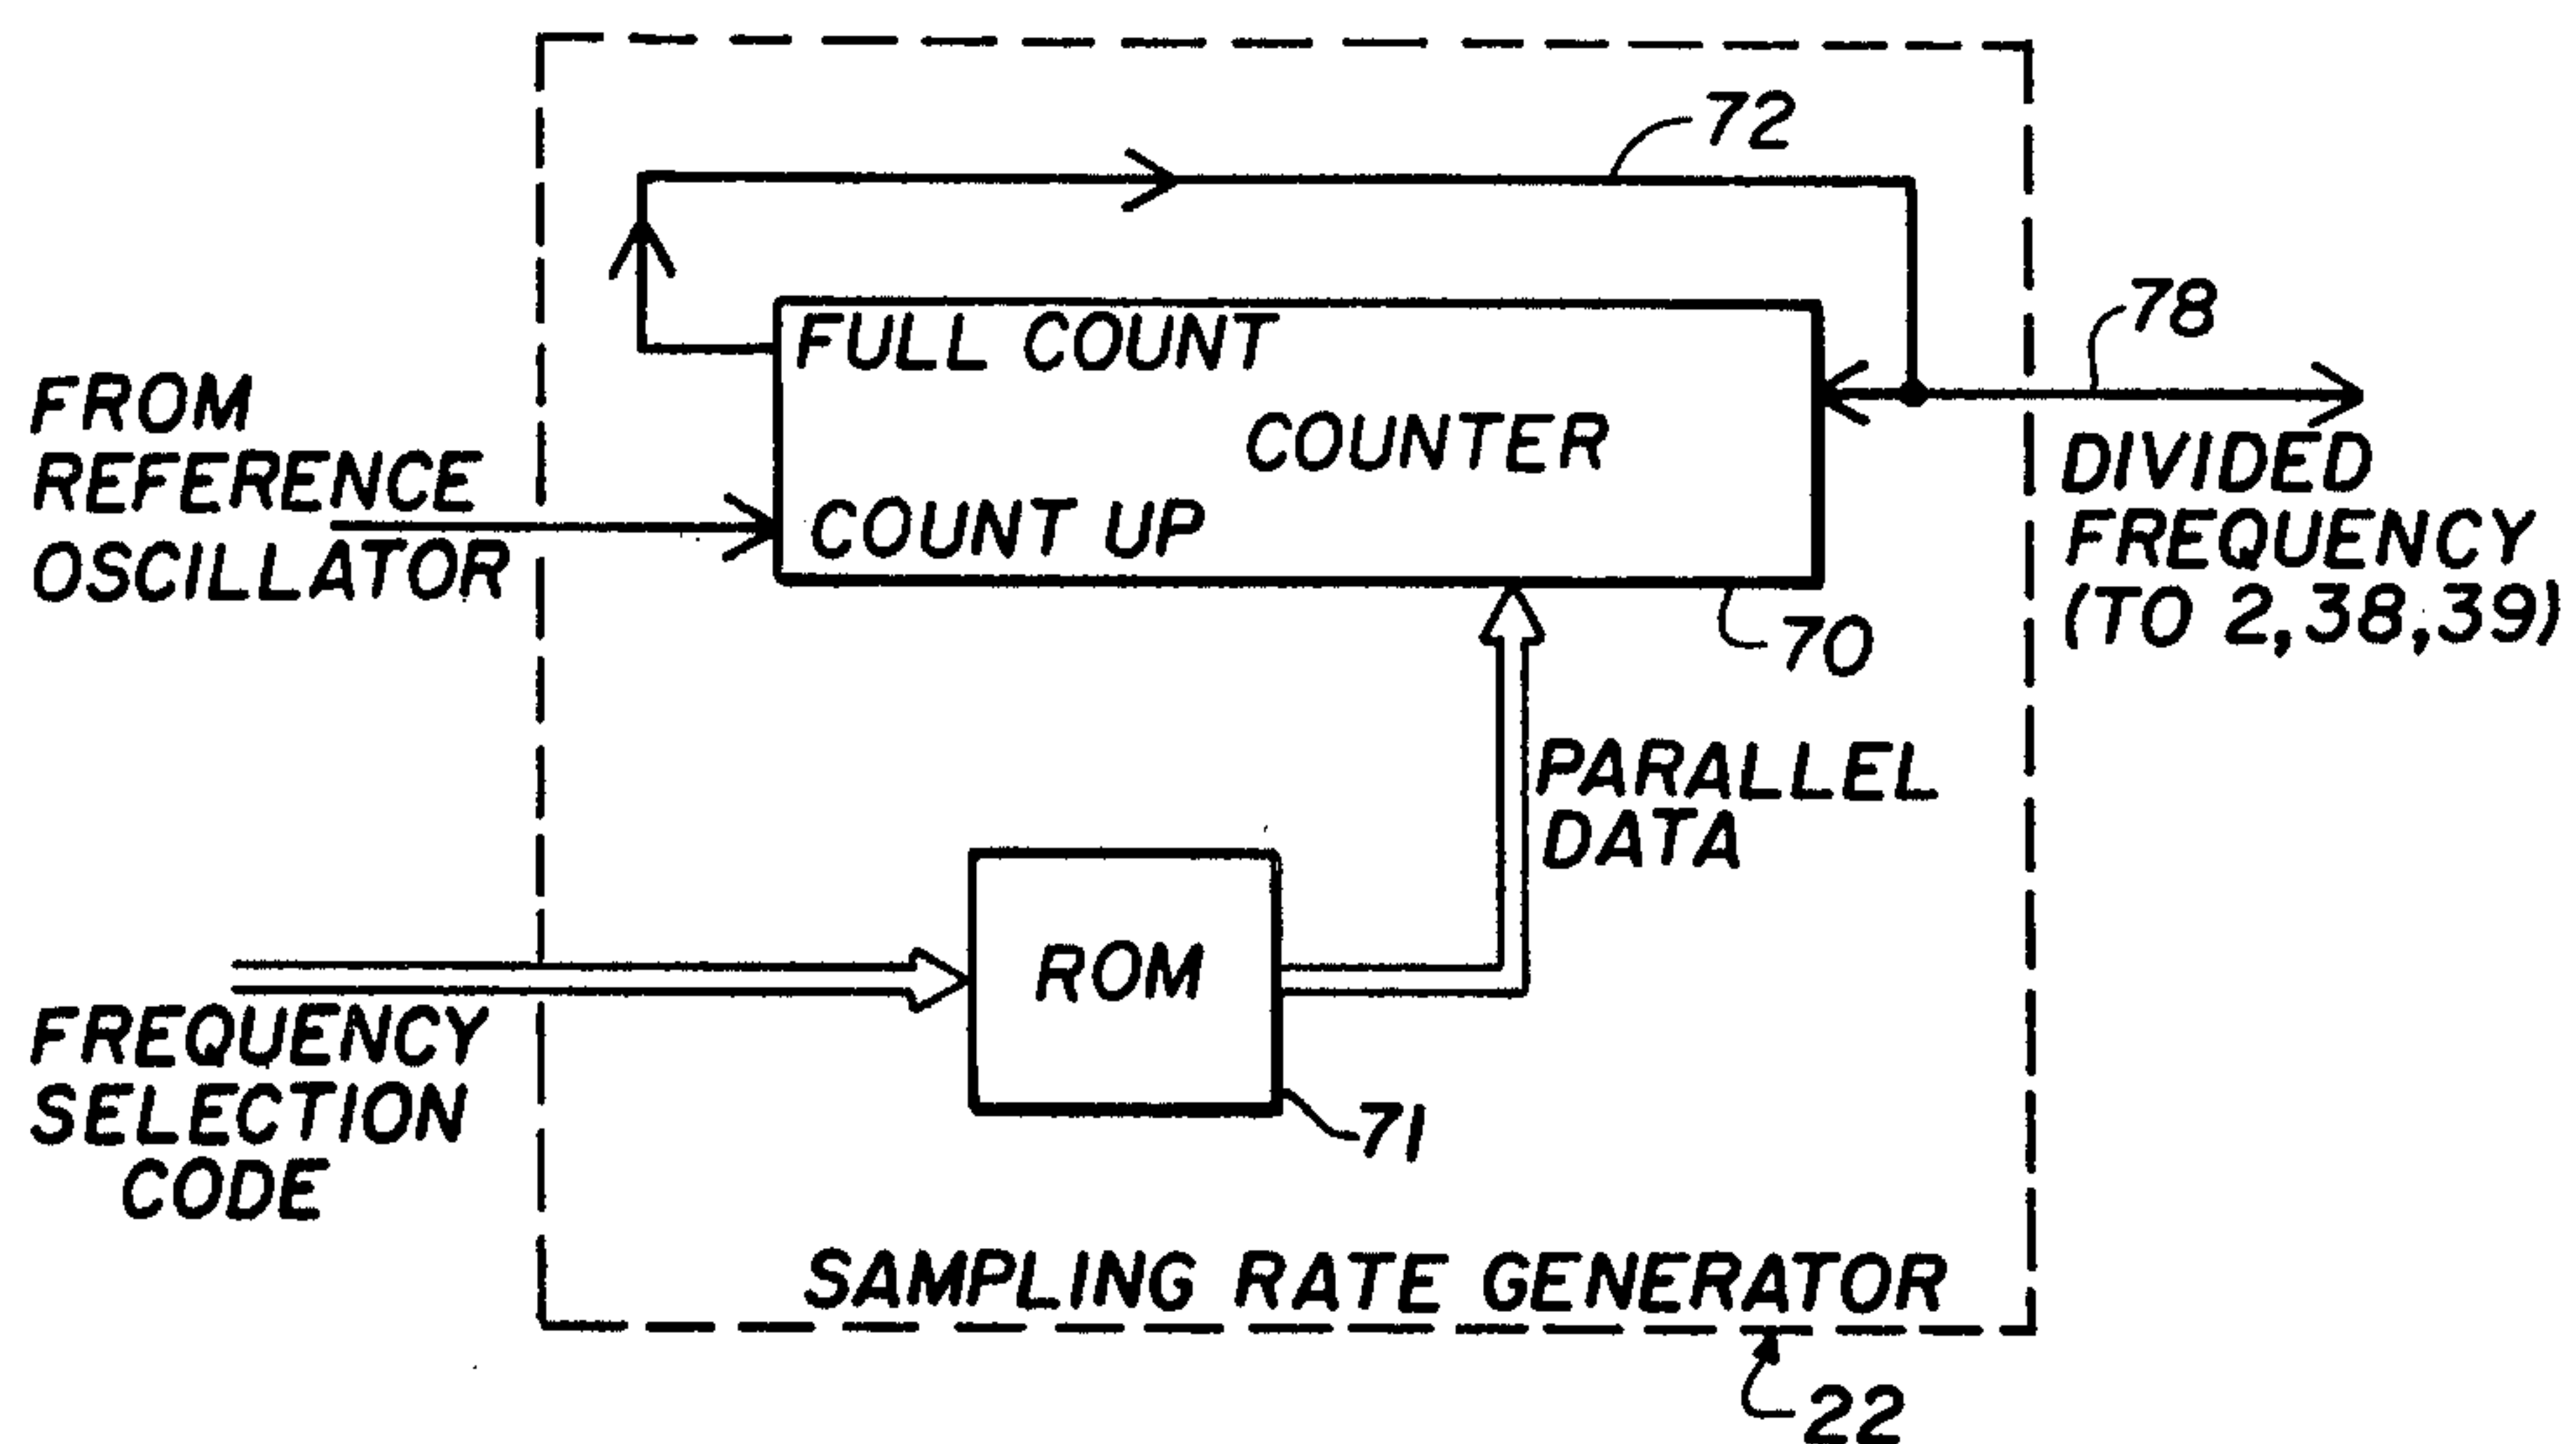 72
78
FULL COUNT
COUNTER
COUNT UP
FROM
REFERENCE
OSCILLATOR
DIVIDED
FREQUENCY
(TO 2,38,39)
70
PARALLEL
DATA
ROM
71
FREQUENCY
SELECTION
CODE
SAMPLING RATE GENERATOR
22